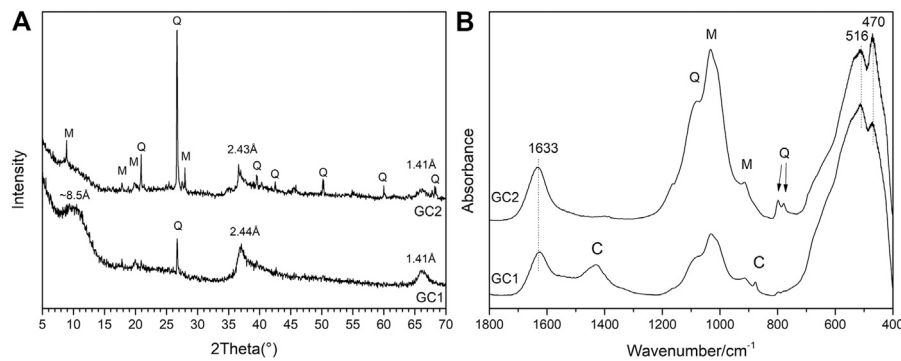 A
Intensity
Q
M
M
M
Q
M
2.43Å
Q
Q
Q
Q
1.41Å
Q
GC2
~8.5Å
Q
2.44Å
1.41Å
GC1
5 10 15 20 25 30 35 40 45 50 55 60 65 70
2Theta(°)
B
Absorbance
516
470
M
Q
1633
M
Q
GC2
C
C
GC1
1800 1600 1400 1200 1000 800 600 400
Wavenumber/cm-1